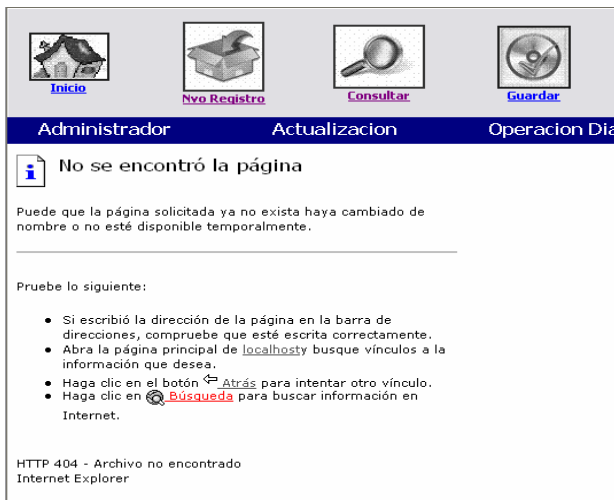 Inicio
Nvo Registro
Consultar
Guardar
Administrador Actualizacion Operacion Dia
No se encontró la página
Puede que la página solicitada ya no exista haya cambiado de
nombre o no esté disponible temporalmente.
Pruebe lo siguiente:
Si escribió la dirección de la página en la barra de
direcciones, compruebe que esté escrita correctamente.
Abra la página principal de localhosty busque vínculos a la
información que desea.
Haga clic en el botón Atrás para intentar otro vínculo.
Haga clic en Búsqueda para buscar información en
Internet.
HTTP 404 - Archivo no encontrado
Internet Explorer